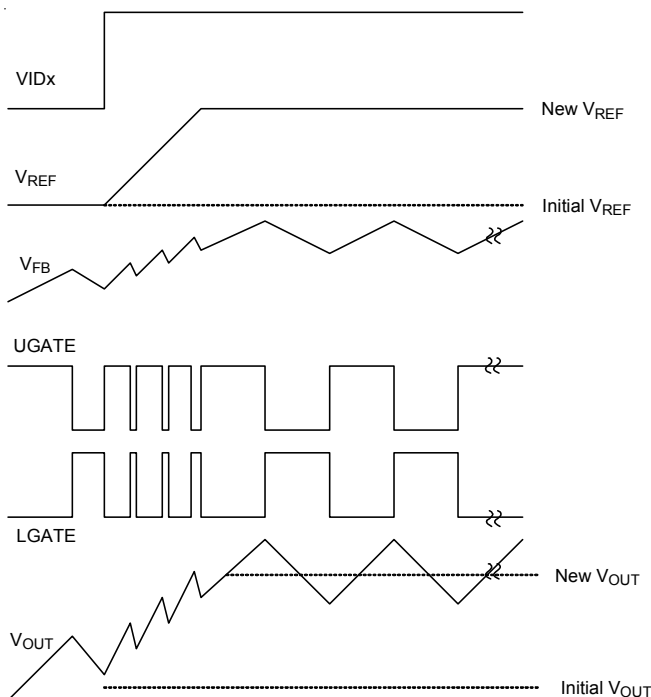 VIDx
New VREF
VREF
Initial VREF
VFB
UGATE
LGATE
New VOUT
VOUT
Initial VOUT